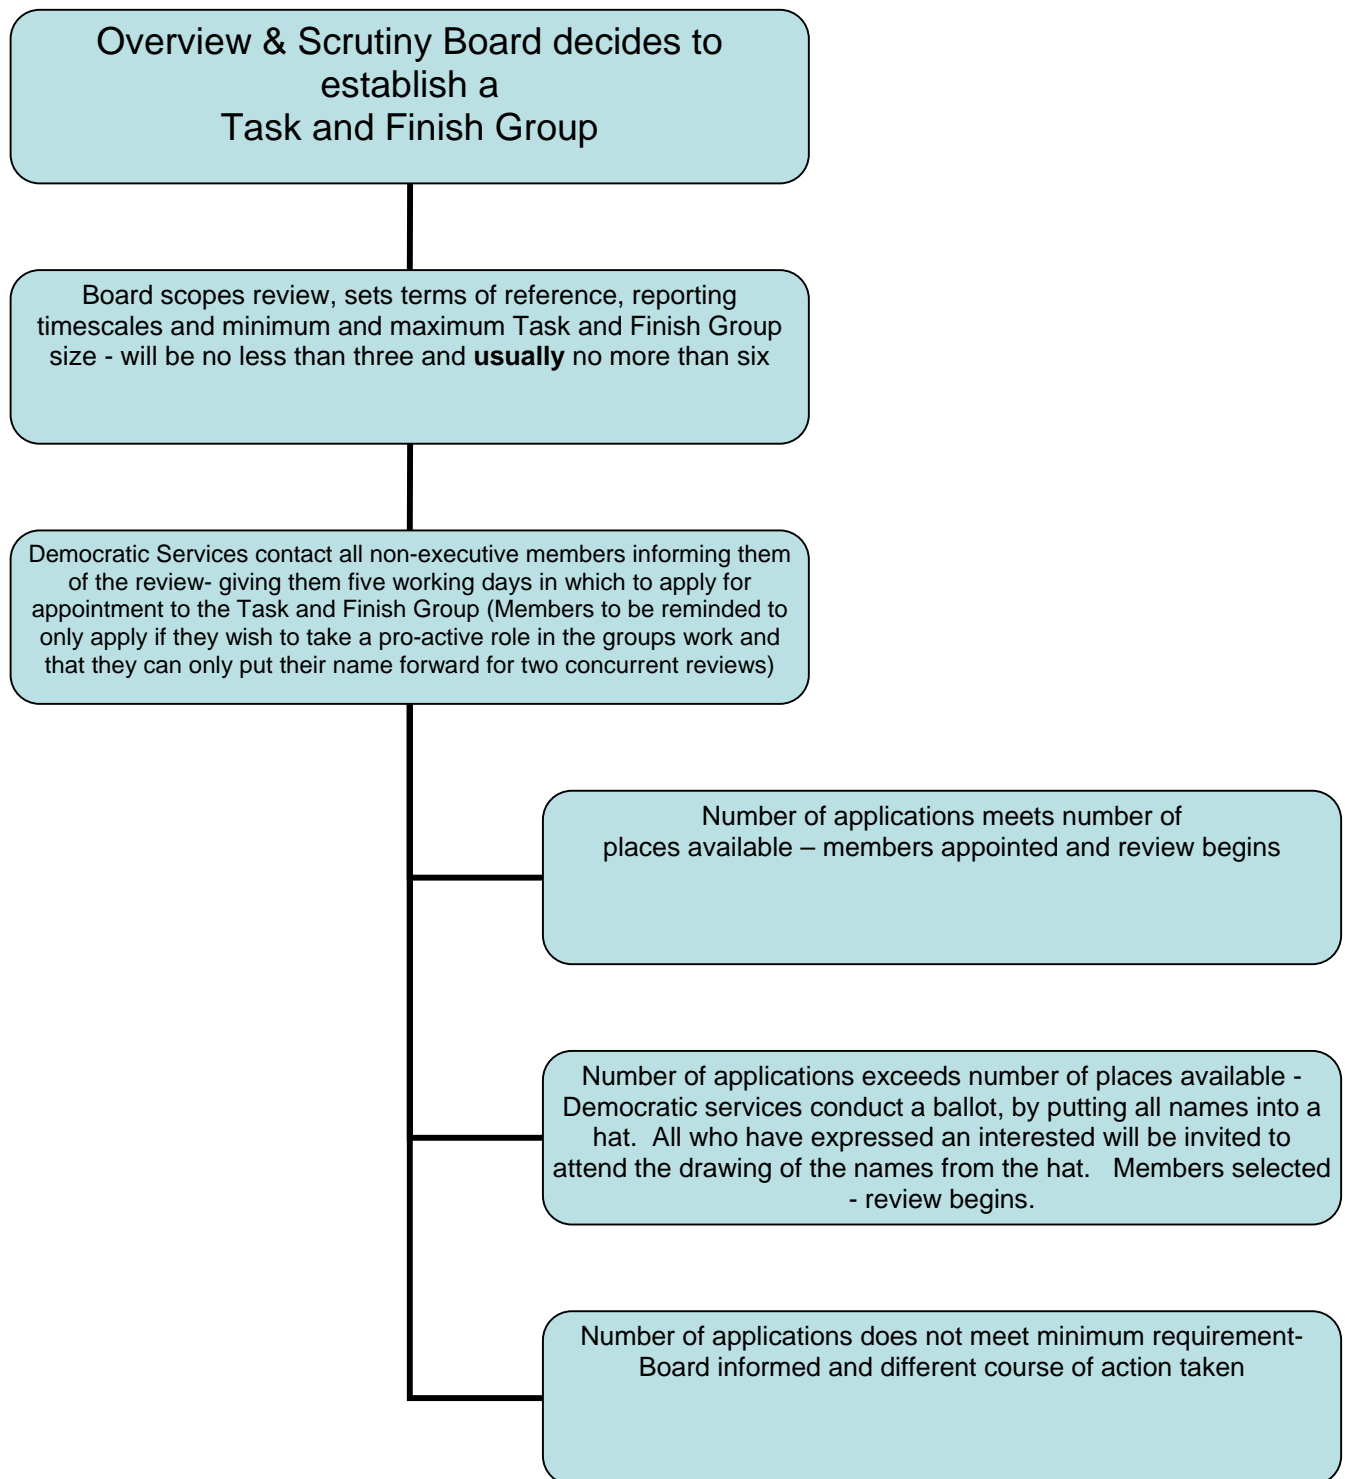 Overview & Scrutiny Board decides to
establish a
Task and Finish Group
Board scopes review, sets terms of reference, reporting
timescales and minimum and maximum Task and Finish Group
size - will be no less than three and usually no more than six
Democratic Services contact all non-executive members informing them
of the review- giving them five working days in which to apply for
appointment to the Task and Finish Group (Members to be reminded to
only apply if they wish to take a pro-active role in the groups work and
that they can only put their name forward for two concurrent reviews)
Number of applications meets number of
places available – members appointed and review begins
Number of applications exceeds number of places available -
Democratic services conduct a ballot, by putting all names into a
hat.  All who have expressed an interested will be invited to
attend the drawing of the names from the hat.   Members selected
- review begins.
Number of applications does not meet minimum requirement-
Board informed and different course of action taken